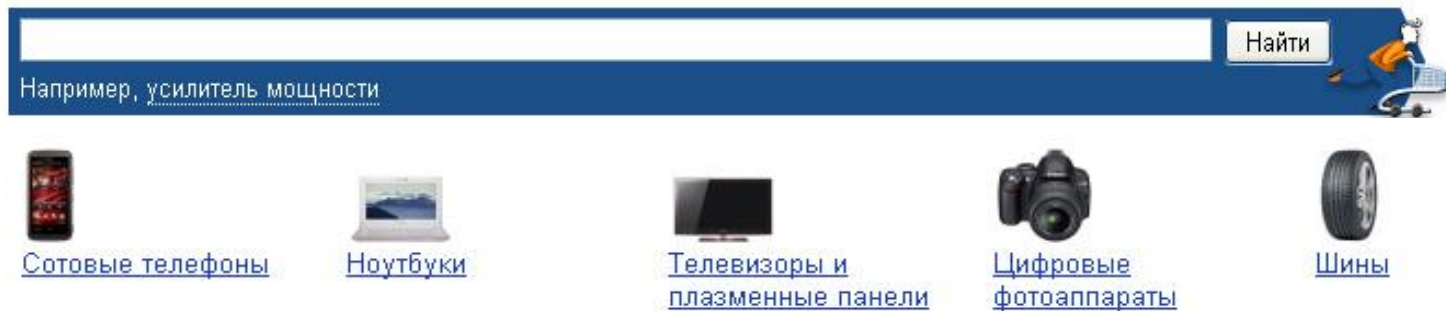 Найти
Например, усилитель мощности
Сотовые телефоны
Ноутбуки
Телевизоры и
плазменные панели
Цифровые
фотоаппараты
Шины